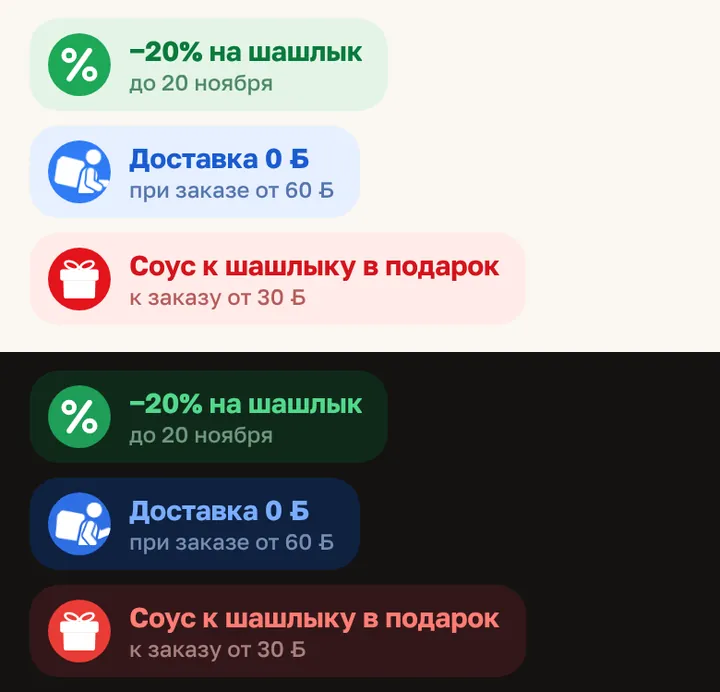 % −20% на шашлык
до 20 ноября
Доставка 0 Ƃ
при заказе от 60 Ƃ
Соус к шашлыку в подарок
к заказу от 30 Ƃ
% −20% на шашлык
до 20 ноября
Доставка 0 Ƃ
при заказе от 60 Ƃ
Соус к шашлыку в подарок
к заказу от 30 Ƃ